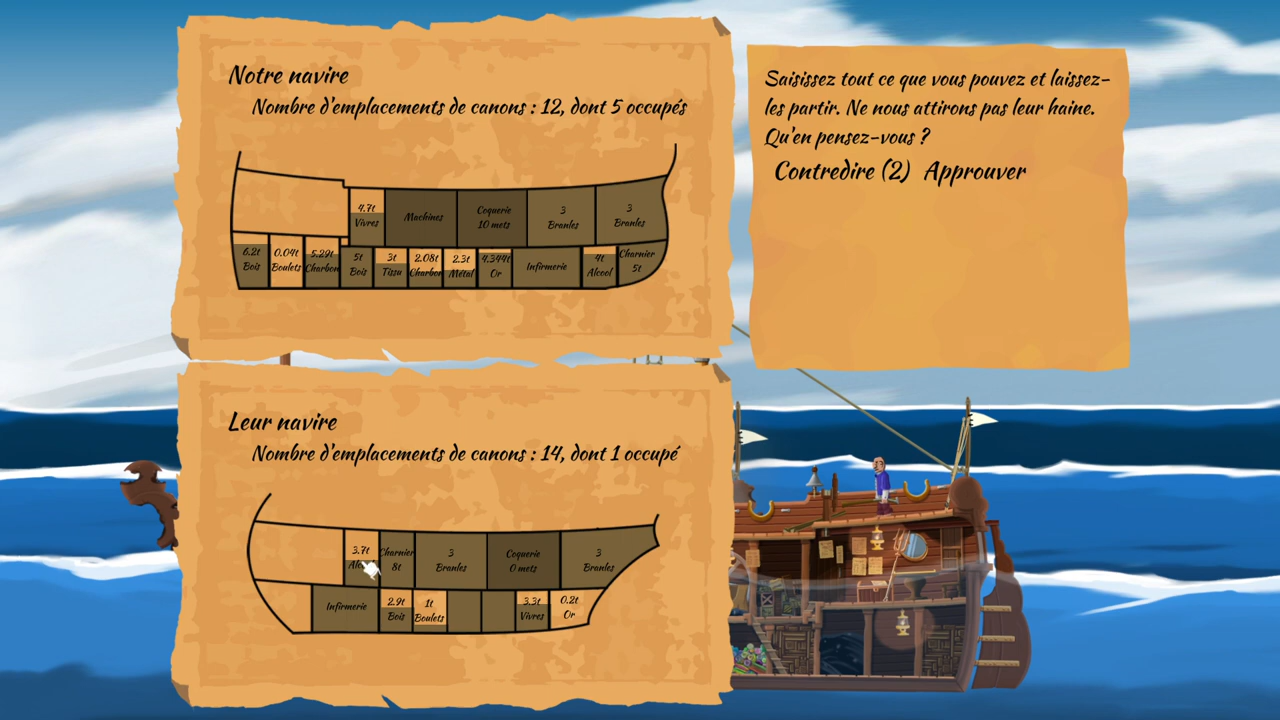 Notre navire
Nombre d'emplacements de canons : 12, dont 5 occupés
4.7t
Vivres
Machines
Coquerie
10 mets
3
Branles
3
Branles
6.2t
Bois
0.04t
Boulets
5.29t
Charbon
5t
Bois
3t
Tissu
2.08t
Charbon
2.3t
Métal
4.344t
Or
Infirmerie
4t
Alcool
Charnier
5t
Saisissez tout ce que vous pouvez et laissez-
les partir. Ne nous attirons pas leur haine.
Qu'en pensez-vous ?
Contredire (2) Approuver
Leur navire
Nombre d'emplacements de canons : 14, dont 1 occupé
3.7t
Charnier
8t
3
Branles
Coquerie
0 mets
3
Branles
Infirmerie
2.9t
Bois
1t
Boulets
3.3t
Vivres
0.2t
Or